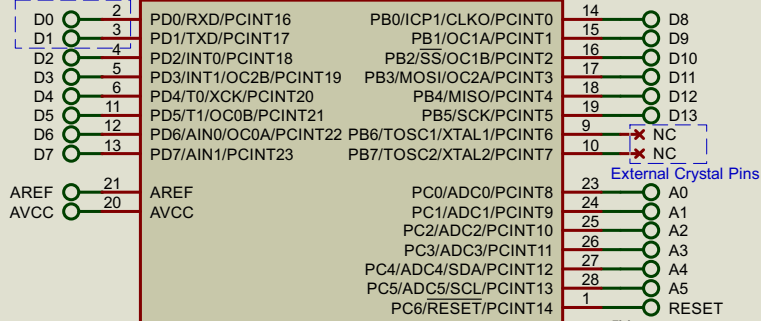 D0 2 PD0/RXD/PCINT16 PB0/ICP1/CLKO/PCINT0 14 D8
D1 3 PD1/TXD/PCINT17 PB1/OC1A/PCINT1 15 D9
D2 4 PD2/INT0/PCINT18 PB2/SS/OC1B/PCINT2 16 D10
D3 5 PD3/INT1/OC2B/PCINT19 PB3/MOSI/OC2A/PCINT3 17 D11
D4 6 PD4/T0/XCK/PCINT20 PB4/MISO/PCINT4 18 D12
D5 11 PD5/T1/OC0B/PCINT21 PB5/SCK/PCINT5 19 D13
D6 12 PD6/AIN0/OC0A/PCINT22 PB6/TOSC1/XTAL1/PCINT6 9 NC
D7 13 PD7/AIN1/PCINT23 PB7/TOSC2/XTAL2/PCINT7 10 NC
External Crystal Pins
AREF 21 AREF PC0/ADC0/PCINT8 23 A0
AVCC 20 AVCC PC1/ADC1/PCINT9 24 A1
PC2/ADC2/PCINT10 25 A2
PC3/ADC3/PCINT11 26 A3
PC4/ADC4/SDA/PCINT12 27 A4
PC5/ADC5/SCL/PCINT13 28 A5
PC6/RESET/PCINT14 1 RESET